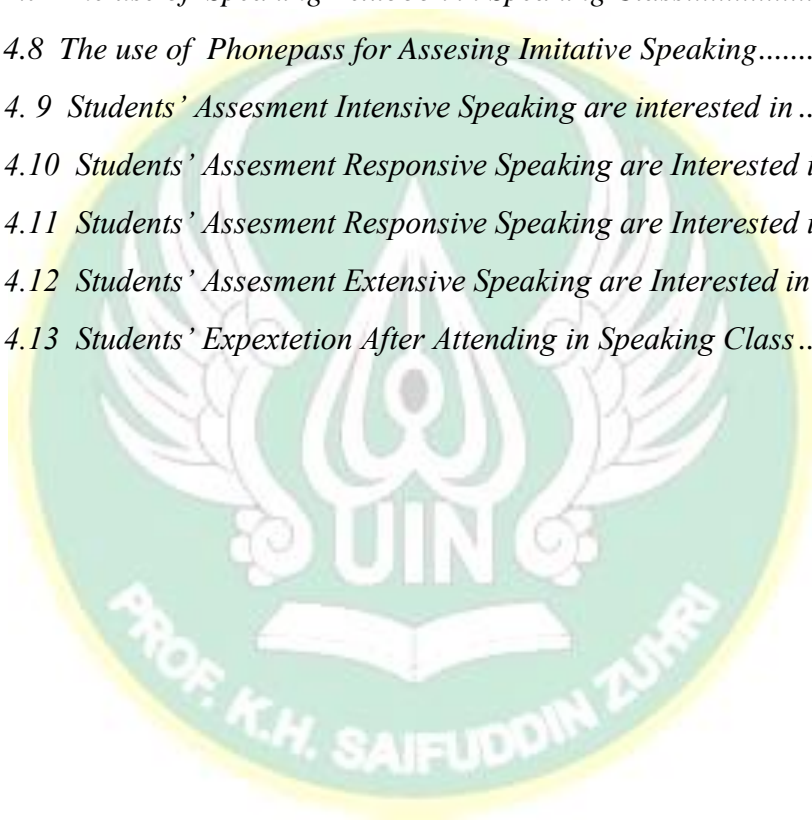 4.8 The use of Phonepass for Assesing Imitative Speaking.......
4. 9 Students' Assesment Intensive Speaking are interested in ..
4.10 Students' Assesment Responsive Speaking are Interested
4.11 Students' Assesment Responsive Speaking are Interested
4.12 Students' Assesment Extensive Speaking are Interested in
4.13 Students' Expextetion After Attending in Speaking Class ..
UIN
PROF. K.H. SAIFUDDIN ZUHRI